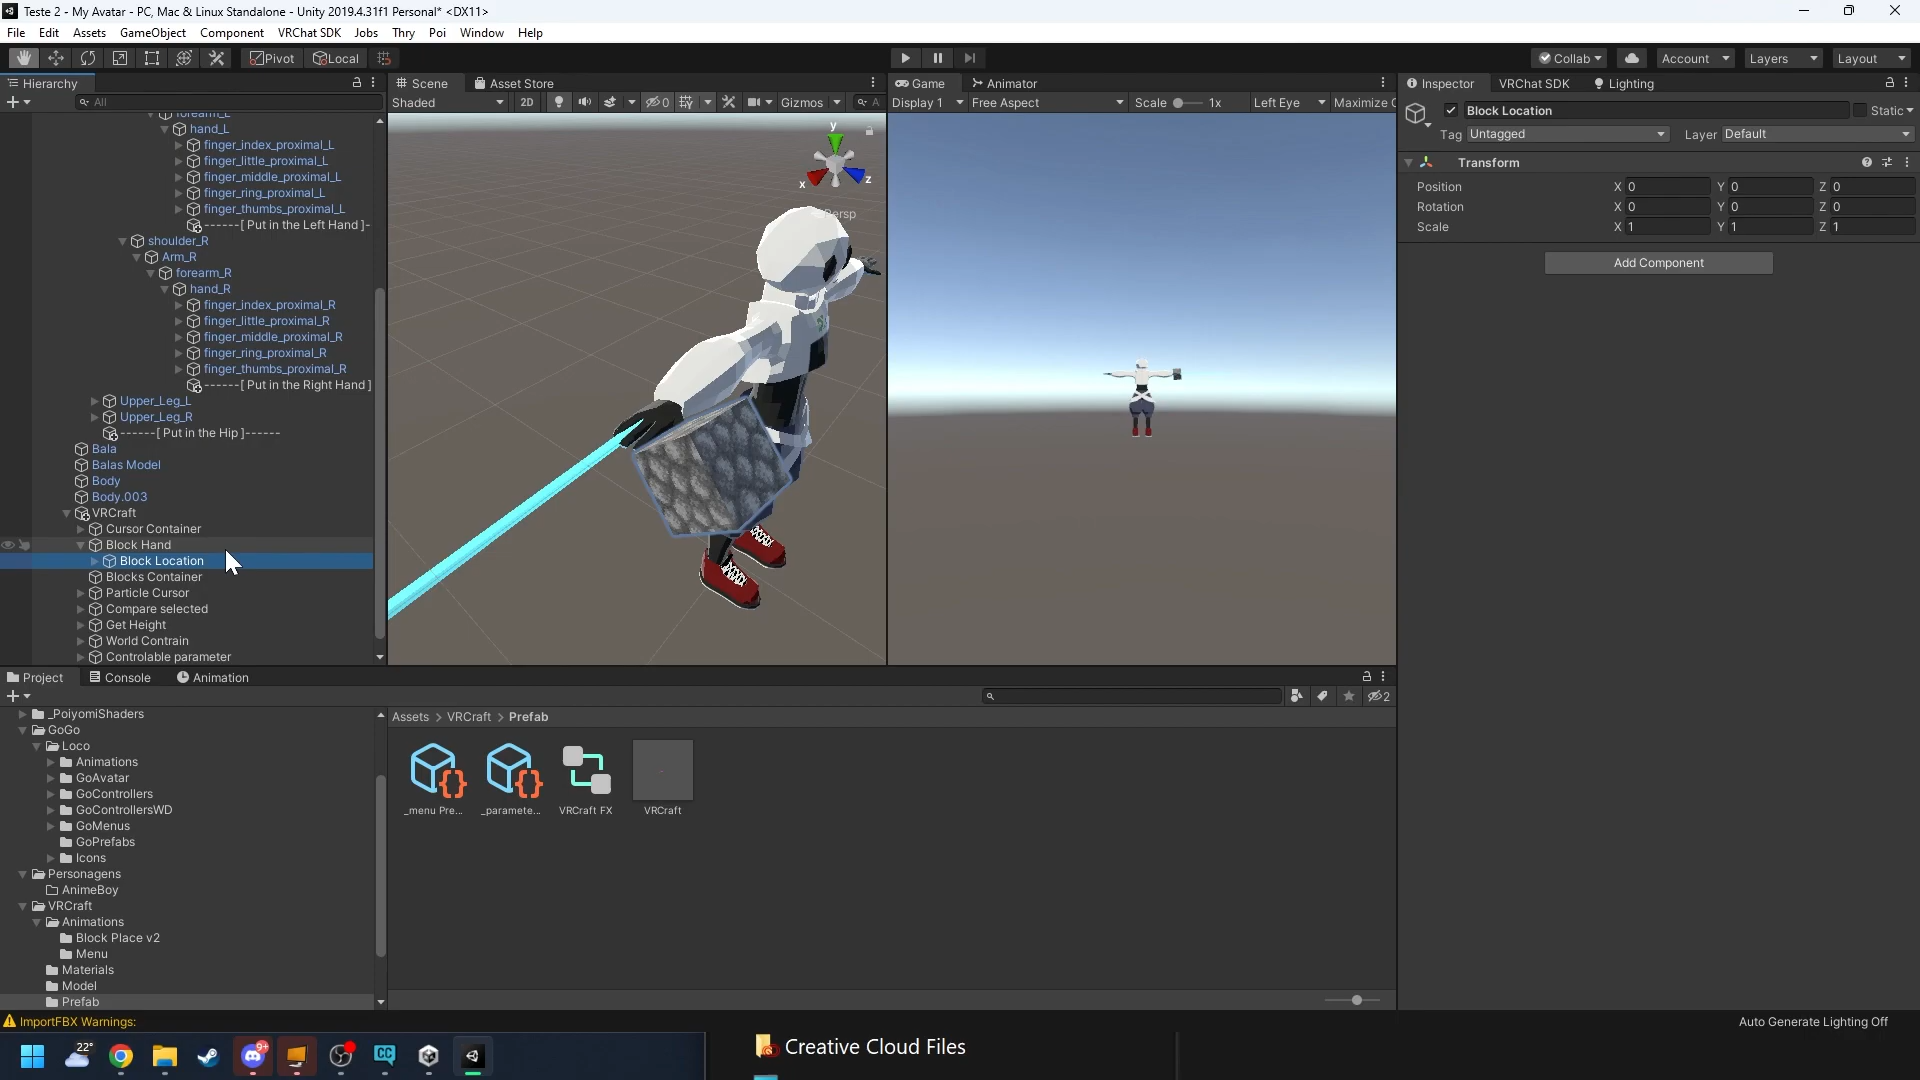 Teste 2 - My Avatar - PC, Mac & Linux Standalone - Unity 2019.4.31f1 Personal* <DX11>
File Edit Assets GameObject Component VRChat SDK Jobs Thry Poi Window Help
Pivot Local Collab Account Layers Layout
Hierarchy
All
forearm_L
hand_L
finger_index_proximal_L
finger_little_proximal_L
finger_middle_proximal_L
finger_ring_proximal_L
finger_thumbs_proximal_L
------[ Put in the Left Hand ]-
shoulder_R
Arm_R
forearm_R
hand_R
finger_index_proximal_R
finger_little_proximal_R
finger_middle_proximal_R
finger_ring_proximal_R
finger_thumbs_proximal_R
------[ Put in the Right Hand ]
Upper_Leg_L
Upper_Leg_R
------[ Put in the Hip ]------
Bala
Balas Model
Body
Body.003
VRCraft
Cursor Container
Block Hand
Block Location
Blocks Container
Particle Cursor
Compare selected
Get Height
World Contrain
Controlable parameter
Scene Asset Store
Shaded 2D 0 Gizmos A
y
x z
Persp
Game Animator
Display 1 Free Aspect Scale 1x Left Eye Maximize C
Inspector VRChat SDK Lighting
Block Location Static
Tag Untagged Layer Default
Transform
Position X 0 Y 0 Z 0
Rotation X 0 Y 0 Z 0
Scale X 1 Y 1 Z 1
Add Component
Project Console Animation
2
_PoiyomiShaders
GoGo
Loco
Animations
GoAvatar
GoControllers
GoControllersWD
GoMenus
GoPrefabs
Icons
Personagens
AnimeBoy
VRCraft
Animations
Block Place v2
Menu
Materials
Model
Prefab
Assets > VRCraft > Prefab
_menu Pre... _paramete... VRCraft FX VRCraft
ImportFBX Warnings:
Auto Generate Lighting Off
22°
9+
CC
Creative Cloud Files